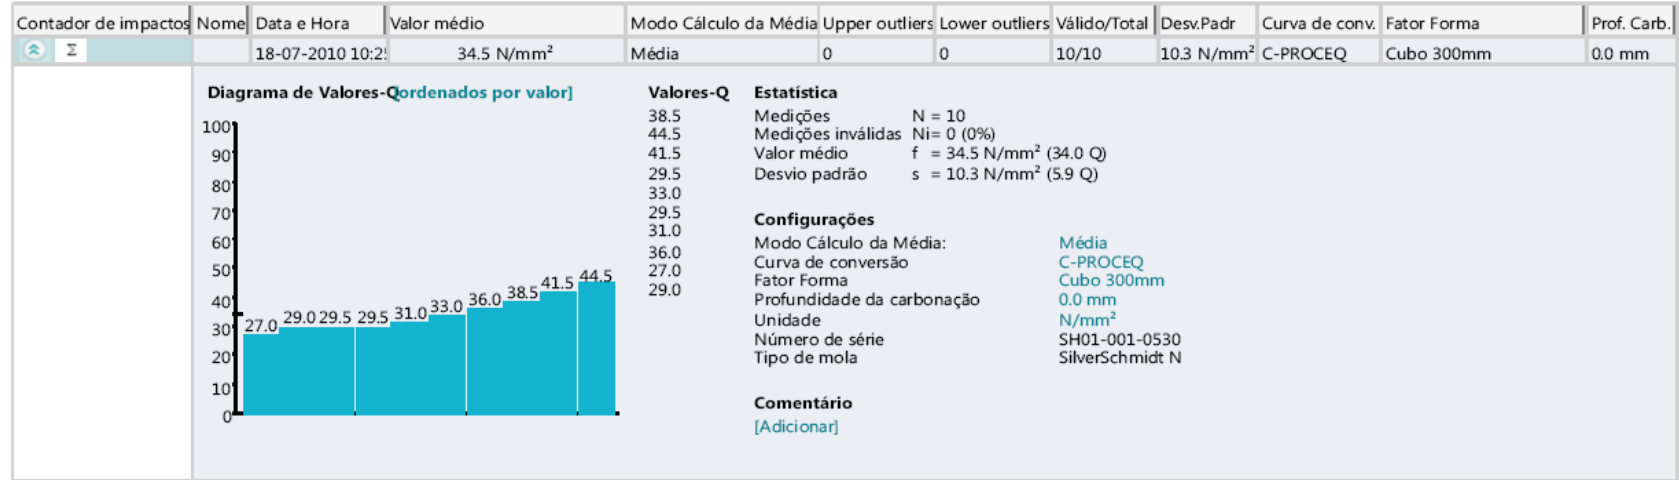 Contador de impactos Nome Data e Hora Valor médio Modo Cálculo da Média Upper outliers Lower outliers Válido/Total Desv.Padr Curva de conv. Fator Forma Prof. Carb.
Σ 18-07-2010 10:2 34.5 N/mm² Média 0 0 10/10 10.3 N/mm² C-PROCEQ Cubo 300mm 0.0 mm
Diagrama de Valores-Q [ordenados por valor]
100
90
80
70
60
50
40
30
20
10
0
27.0 29.0 29.5 29.5 31.0 33.0 36.0 38.5 41.5 44.5
Valores-Q
38.5
44.5
41.5
29.5
33.0
29.5
31.0
36.0
27.0
29.0
Estatística
Medições N = 10
Medições inválidas Ni= 0 (0%)
Valor médio f = 34.5 N/mm² (34.0 Q)
Desvio padrão s = 10.3 N/mm² (5.9 Q)
Configurações
Modo Cálculo da Média: Média
Curva de conversão C-PROCEQ
Fator Forma Cubo 300mm
Profundidade da carbonação 0.0 mm
Unidade N/mm²
Número de série SH01-001-0530
Tipo de mola SilverSchmidt N
Comentário
[Adicionar]